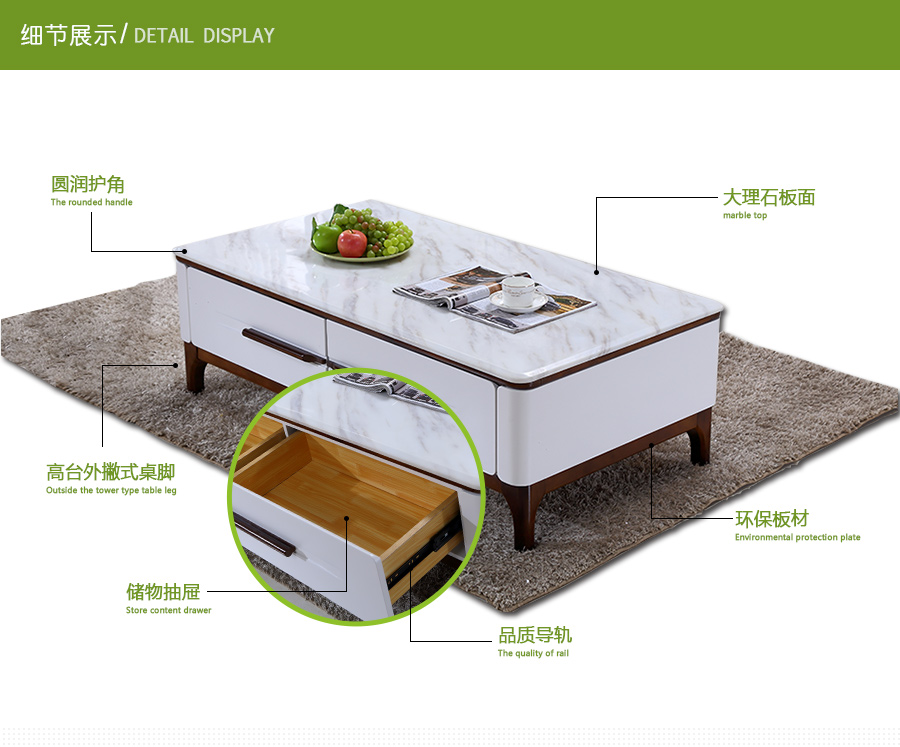 细节展示/DETAIL DISPLAY
圆润护角
The rounded handle
大理石板面
marble top
高台外撇式桌脚
Outside the tower type table leg
环保板材
Environmental protection plate
储物抽屉
Store content drawer
品质导轨
The quality of rail